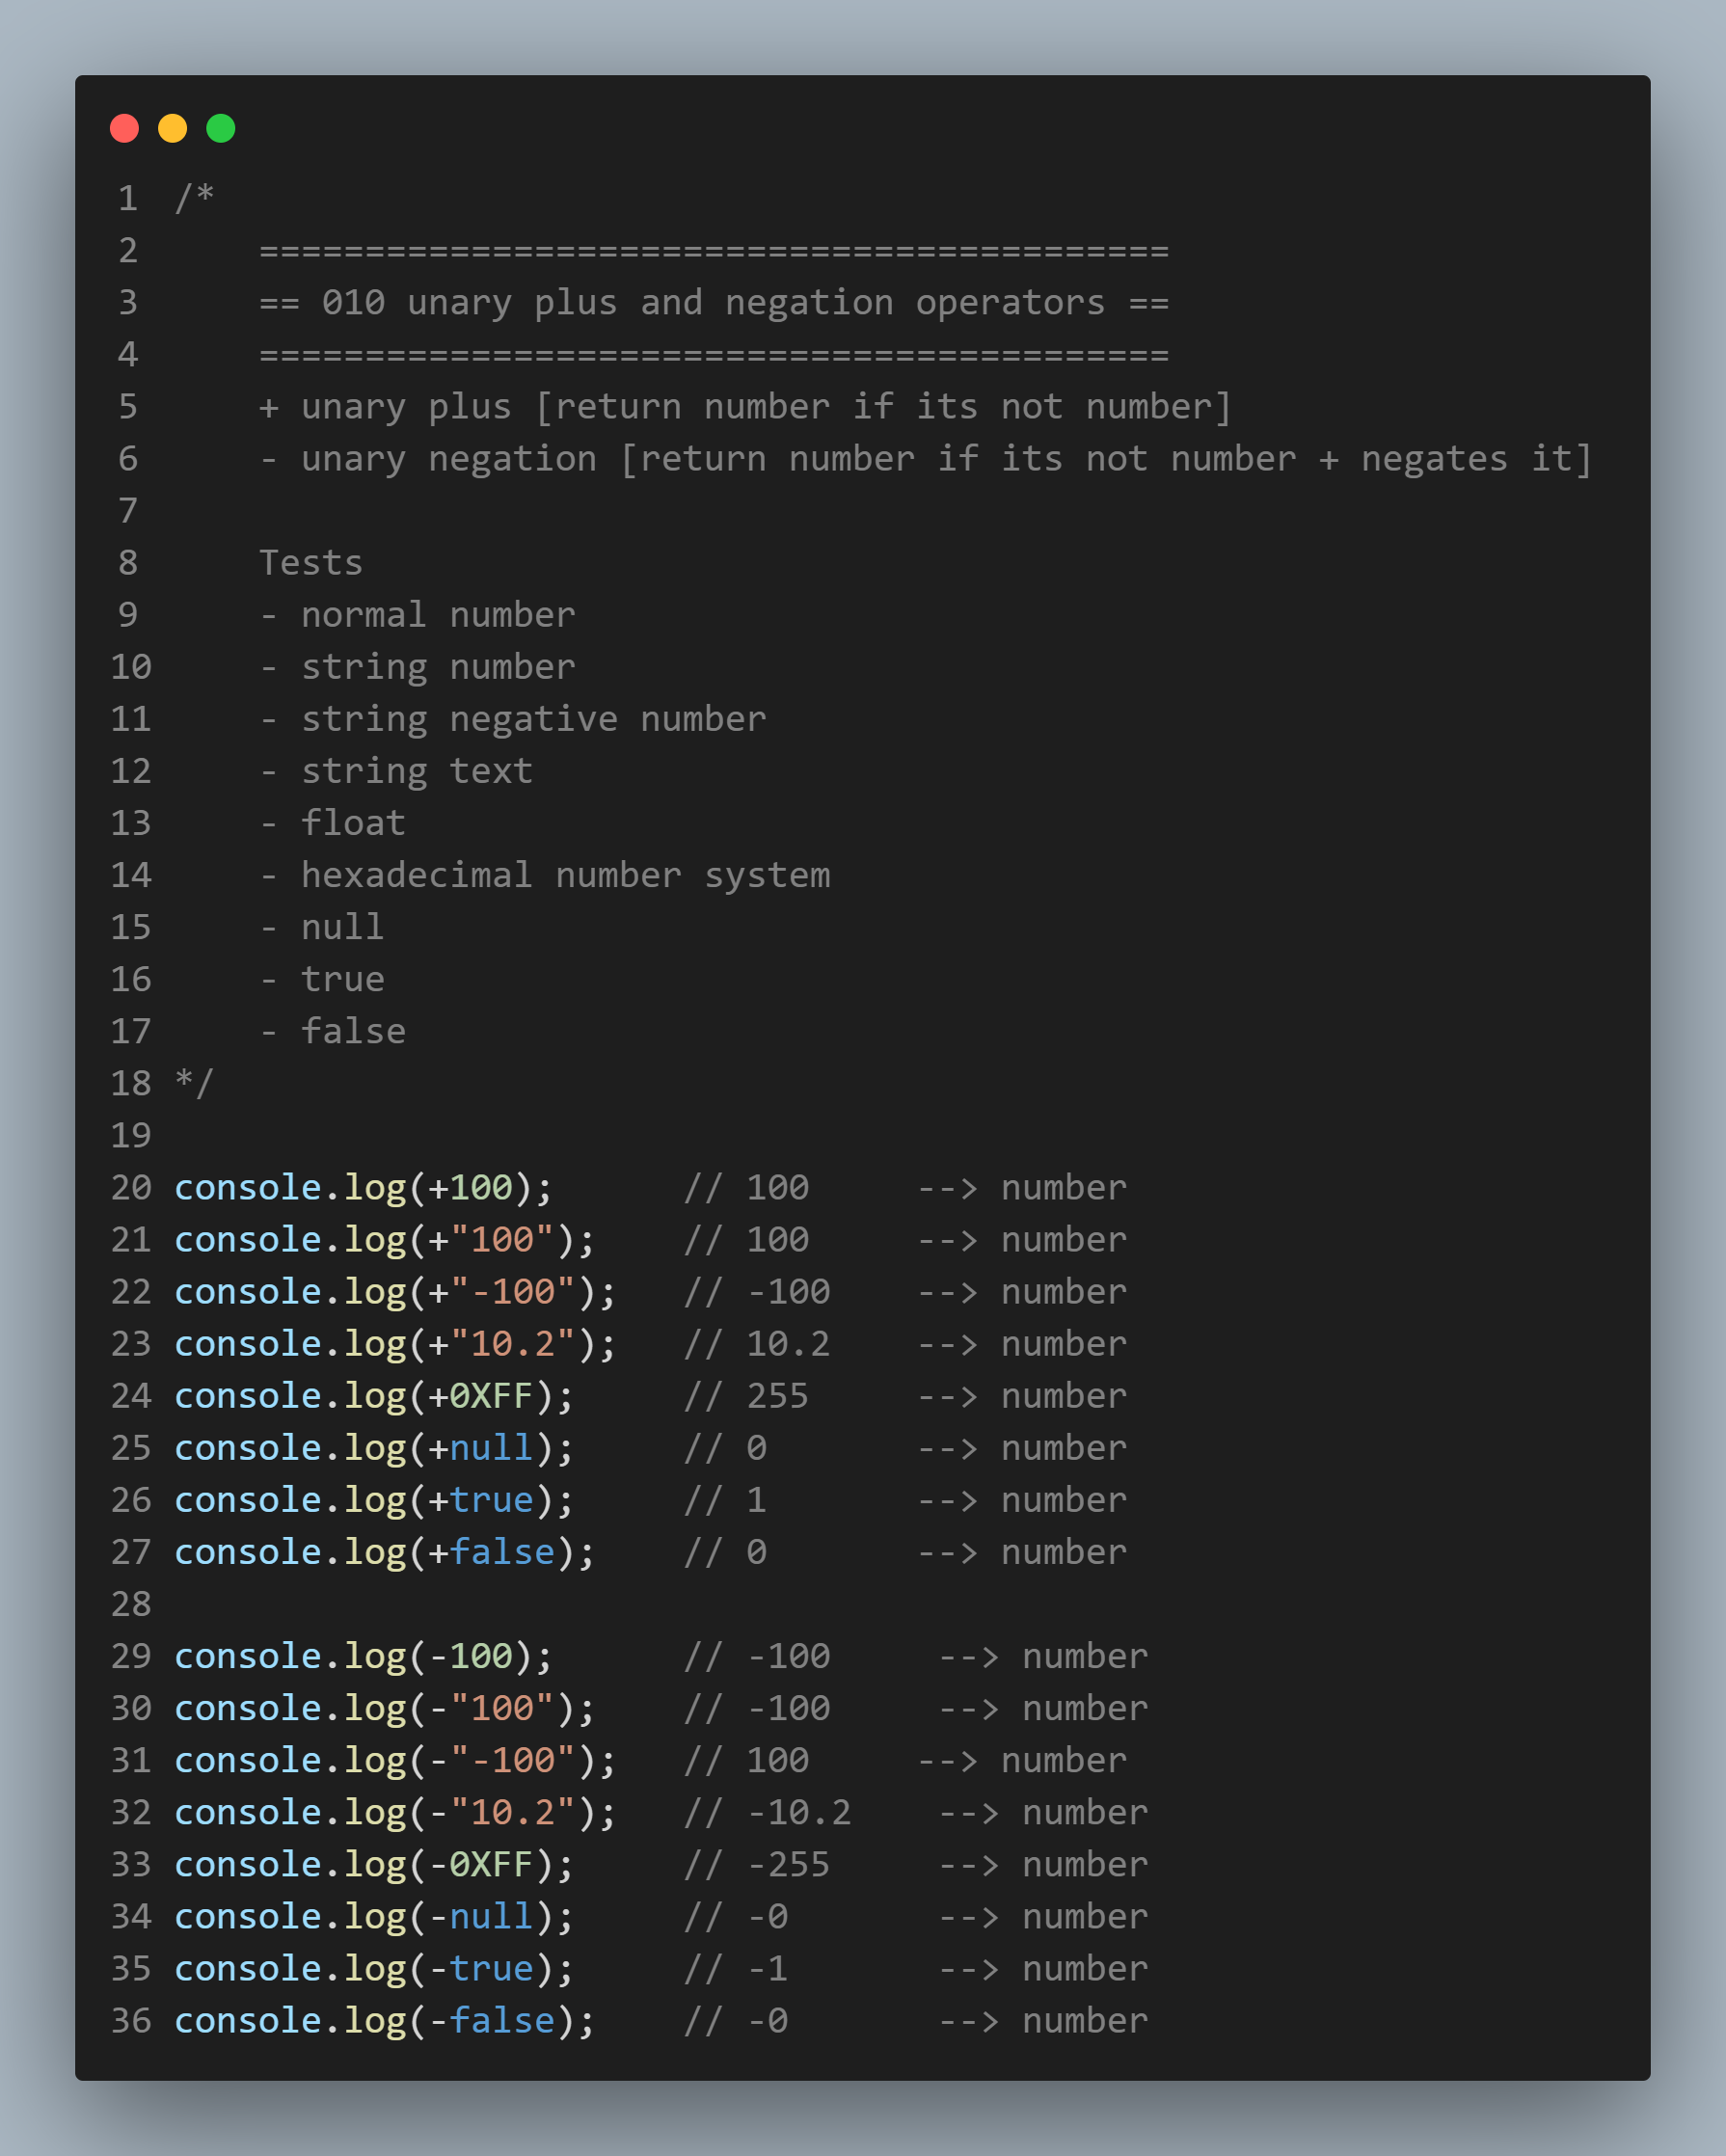 1 /*
2     ===========================================
3     == 010 unary plus and negation operators ==
4     ===========================================
5     + unary plus [return number if its not number]
6     - unary negation [return number if its not number + negates it]
7
8     Tests
9     - normal number
10     - string number
11     - string negative number
12     - string text
13     - float
14     - hexadecimal number system
15     - null
16     - true
17     - false
18 */
19
20 console.log(+100);      // 100     --> number
21 console.log(+"100");    // 100     --> number
22 console.log(+"-100");   // -100    --> number
23 console.log(+"10.2");   // 10.2    --> number
24 console.log(+0XFF);     // 255     --> number
25 console.log(+null);     // 0       --> number
26 console.log(+true);     // 1       --> number
27 console.log(+false);    // 0       --> number
28
29 console.log(-100);      // -100     --> number
30 console.log(-"100");    // -100     --> number
31 console.log(-"-100");   // 100     --> number
32 console.log(-"10.2");   // -10.2    --> number
33 console.log(-0XFF);     // -255     --> number
34 console.log(-null);     // -0       --> number
35 console.log(-true);     // -1       --> number
36 console.log(-false);    // -0       --> number